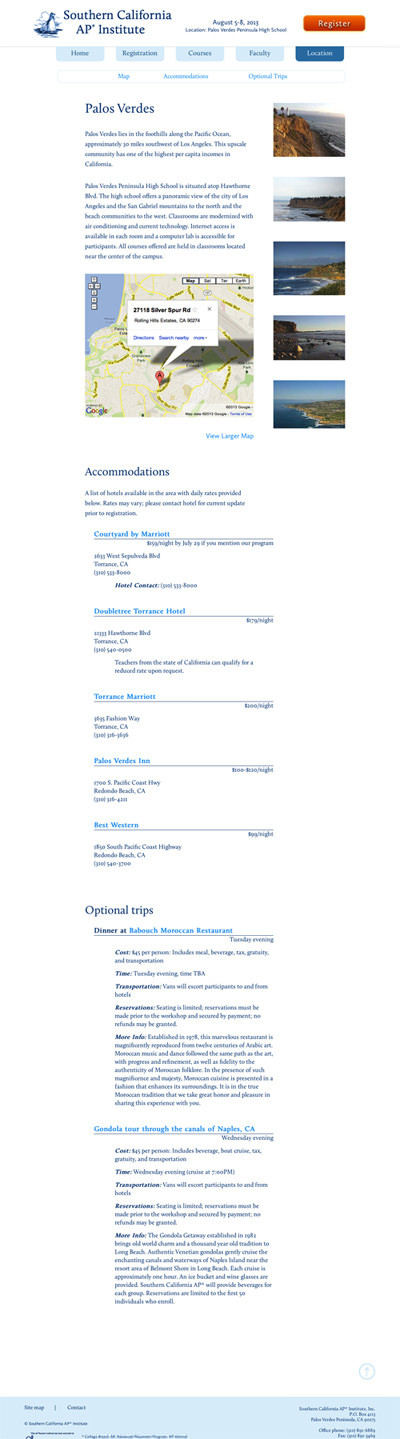 Southern California
AP® Institute
August 5-8, 2013
Location: Palos Verdes Peninsula High School
Register
Home
Registration
Courses
Faculty
Location
Map
Accommodations
Optional Trips
Palos Verdes
Palos Verdes lies in the foothills along the Pacific Ocean,
approximately 30 miles southwest of Los Angeles. This upscale
community has one of the highest per capita incomes in
California.
Palos Verdes Peninsula High School is situated atop Hawthorne
Blvd. The high school offers a panoramic view of the city of Los
Angeles and the San Gabriel mountains to the north and the
beach communities to the west. Classrooms are modernized with
air conditioning and current technology. Internet access is
available in each room and a computer lab is accessible for
participants. All courses offered are held in classrooms located
near the center of the campus.
Map Sat Ter Earth
27118 Silver Spur Rd
Rolling Hills Estates, CA 90274
Directions Search nearby more
A
Google
©2013 Google -
Map data ©2013 Google - Terms of Use
View Larger Map
Accommodations
A list of hotels available in the area with daily rates provided
below. Rates may vary; please contact hotel for current update
prior to registration.
Courtyard by Marriott
$159/night by July 29 if you mention our program
2633 West Sepulveda Blvd
Torrance, CA
(310) 533-8000
Hotel Contact: (310) 533-8000
Doubletree Torrance Hotel
$179/night
21333 Hawthorne Blvd
Torrance, CA
(310) 540-0500
Teachers from the state of California can qualify for a
reduced rate upon request.
Torrance Marriott
$200/night
3635 Fashion Way
Torrance, CA
(310) 316-3636
Palos Verdes Inn
$100-$120/night
1700 S. Pacific Coast Hwy
Redondo Beach, CA
(310) 316-4211
Best Western
$99/night
1850 South Pacific Coast Highway
Redondo Beach, CA
(310) 540-3700
Optional trips
Dinner at Babouch Moroccan Restaurant
Tuesday evening
Cost: $45 per person: Includes meal, beverage, tax, gratuity,
and transportation
Time: Tuesday evening, time TBA
Transportation: Vans will escort participants to and from
hotels
Reservations: Seating is limited; reservations must be
made prior to the workshop and secured by payment; no
refunds may be granted.
More Info: Established in 1978, this marvelous restaurant is
magnificently reproduced from twelve centuries of Arabic art.
Moroccan music and dance followed the same path as the art,
with progress and refinement, as well as fidelity to the
authenticity of Moroccan folklore. In the presence of such
magnificence and majesty, Moroccan cuisine is presented in a
fashion that enhances its surroundings. It is in the true
Moroccan tradition that we take great honor and pleasure in
sharing this experience with you.
Gondola tour through the canals of Naples, CA
Wednesday evening
Cost: $45 per person: Includes beverage, boat cruise, tax,
gratuity, and transportation
Time: Wednesday evening (cruise at 7:00PM)
Transportation: Vans will escort participants to and from
hotels
Reservations: Seating is limited; reservations must be
made prior to the workshop and secured by payment; no
refunds may be granted.
More Info: The Gondola Getaway established in 1982
brings old world charm and a thousand year old tradition to
Long Beach. Authentic Venetian gondolas gently cruise the
enchanting canals and waterways of Naples Island near the
resort area of Belmont Shore in Long Beach. Each cruise is
approximately one hour. An ice bucket and wine glasses are
provided. Southern California AP® will provide beverages for
each group. Reservations are limited to the first 50
individuals who enroll.
Site map | Contact
© Southern California AP® Institute
Southern California AP® Institute, Inc.
P.O. Box 4123
Palos Verdes Peninsula, CA 90275